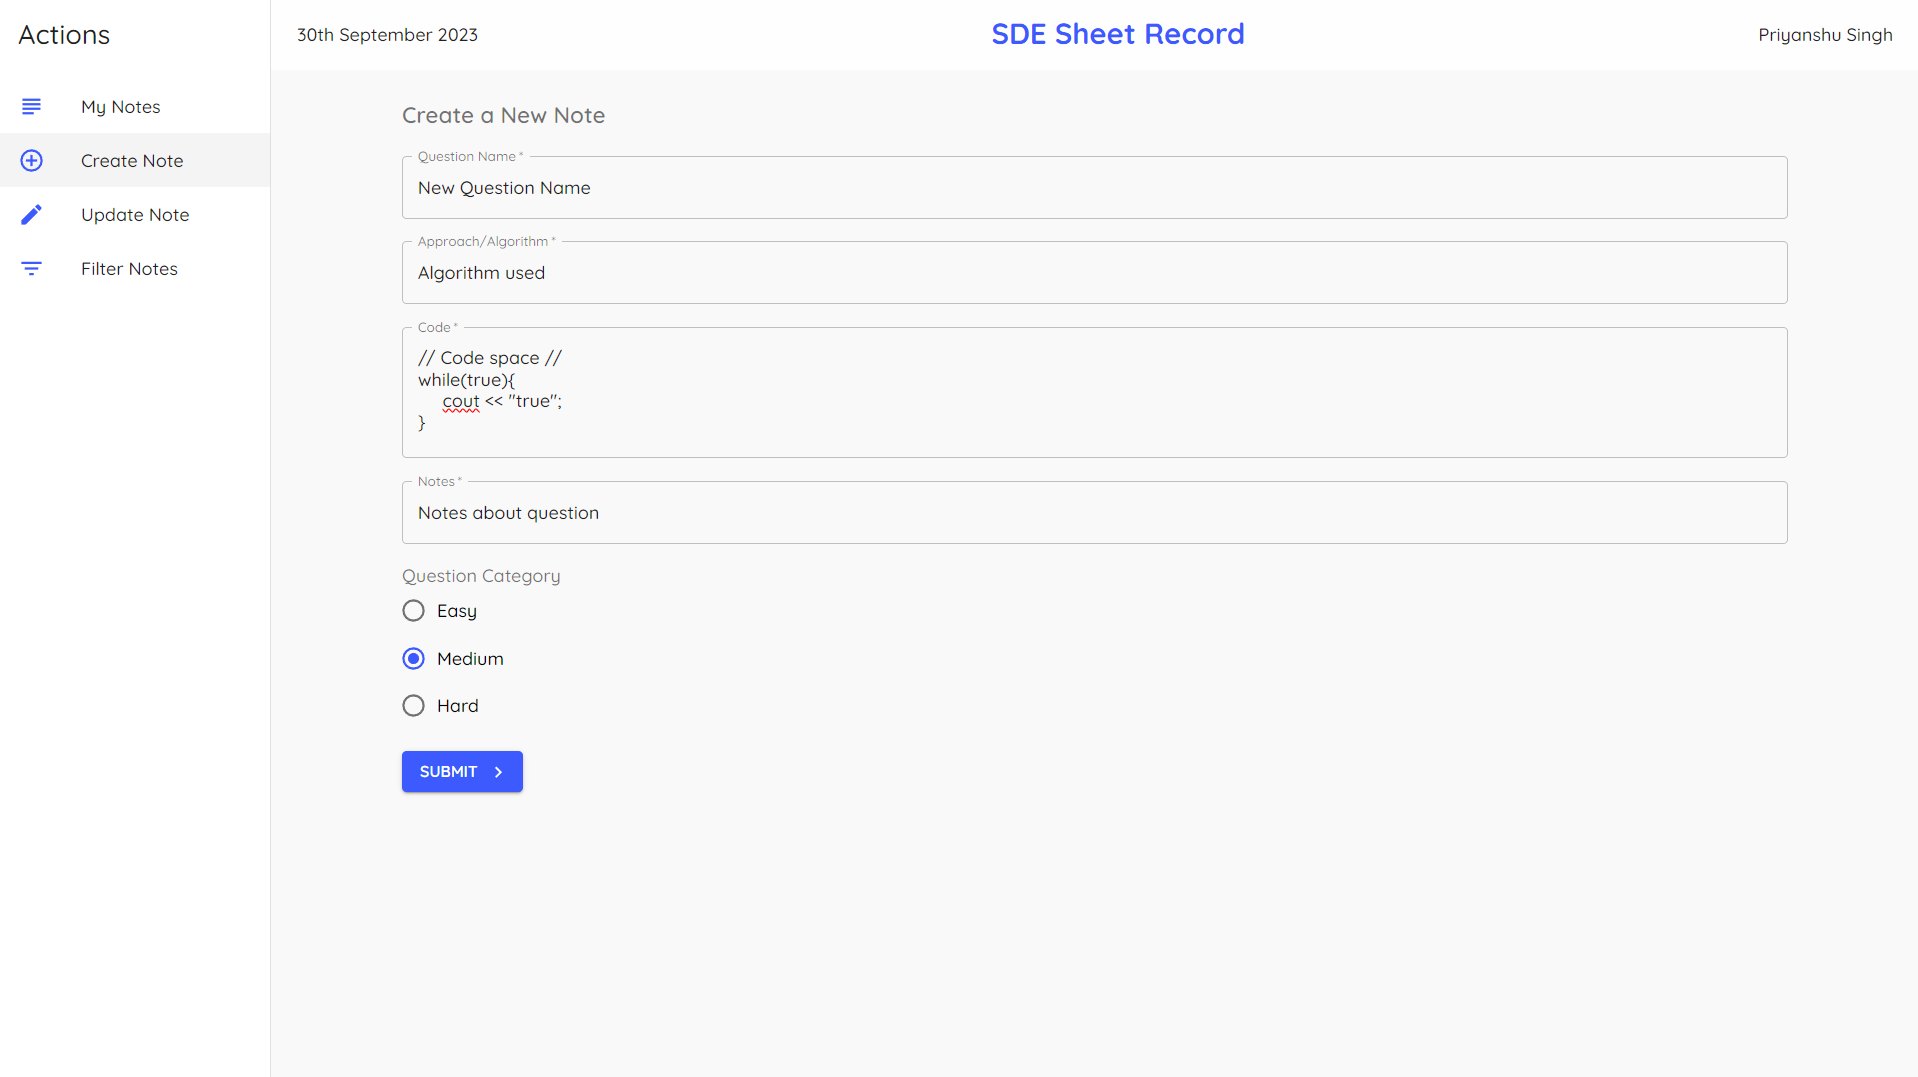 Actions
My Notes
Create Note
Update Note
Filter Notes
30th September 2023
SDE Sheet Record
Priyanshu Singh
Create a New Note
Question Name *
New Question Name
Approach/Algorithm *
Algorithm used
Code *
// Code space //
while(true){
     cout << "true";
}
Notes *
Notes about question
Question Category
Easy
Medium
Hard
SUBMIT